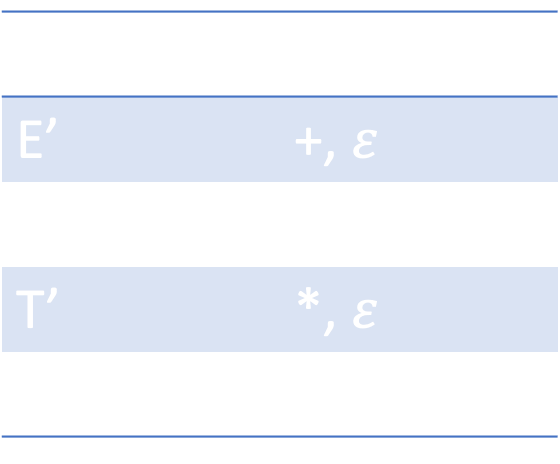 E’ +, ε
T’ *, ε